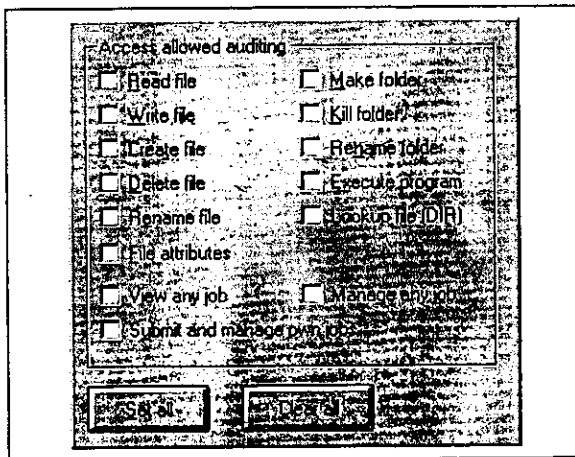 Access allowed auditing
Read file
Make folder
Write file
Kill folder
Create file
Rename folder
Delete file
Execute program
Rename file
Lookup file (DIR)
File attributes
View any job
Manage any job
Submit and manage own jobs
Set all
Clear all